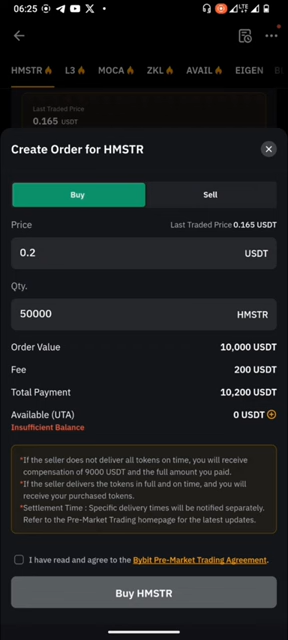 06:25
LTE
HMSTR L3 MOCA ZKL AVAIL EIGEN
Last Traded Price
0.165 USDT
Create Order for HMSTR
Buy Sell
Price Last Traded Price 0.165 USDT
0.2 USDT
Qty.
50000 HMSTR
Order Value 10,000 USDT
Fee 200 USDT
Total Payment 10,200 USDT
Available (UTA) 0 USDT
Insufficient Balance
*If the seller does not deliver all tokens on time, you will receive
compensation of 9000 USDT and the full amount you paid.
*If the seller delivers the tokens in full and on time, and you will
receive your purchased tokens.
*Settlement Time : Specific delivery times will be notified separately.
Refer to the Pre-Market Trading homepage for the latest updates.
I have read and agree to the Bybit Pre-Market Trading Agreement.
Buy HMSTR